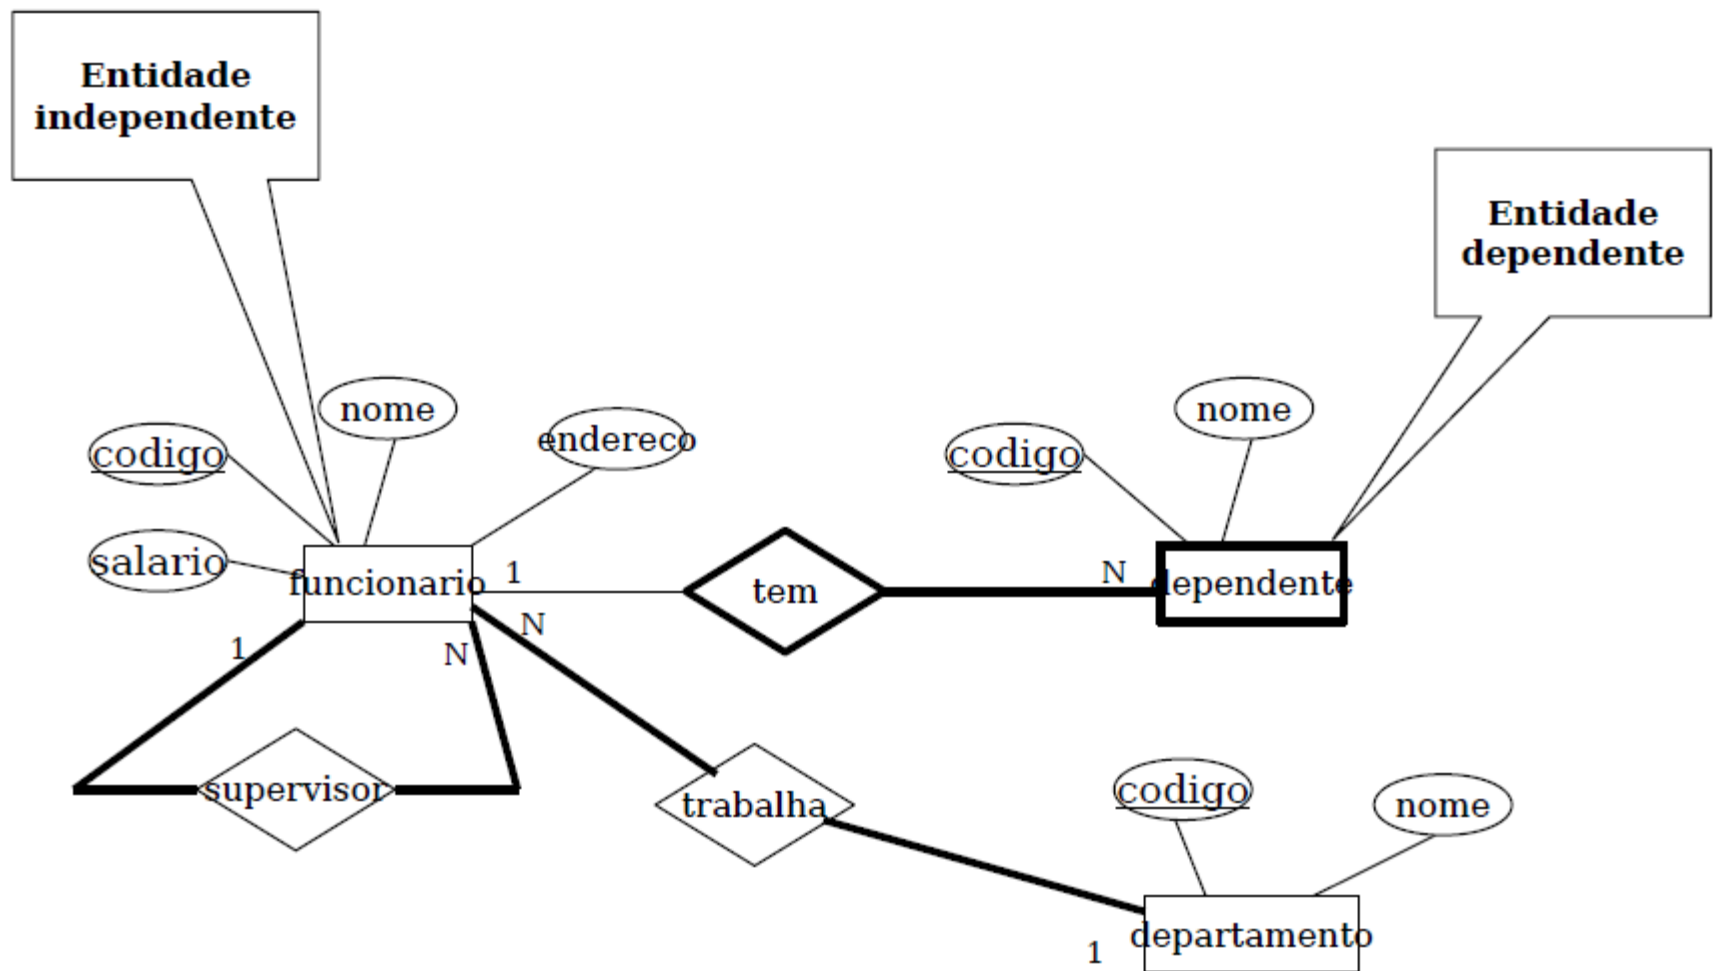 Entidade
independente
Entidade
dependente
nome
nome
endereco
codigo
codigo
salario
funcionario
1
tem
N
dependente
N
1
N
supervisor
trabalha
codigo
nome
departamento
1